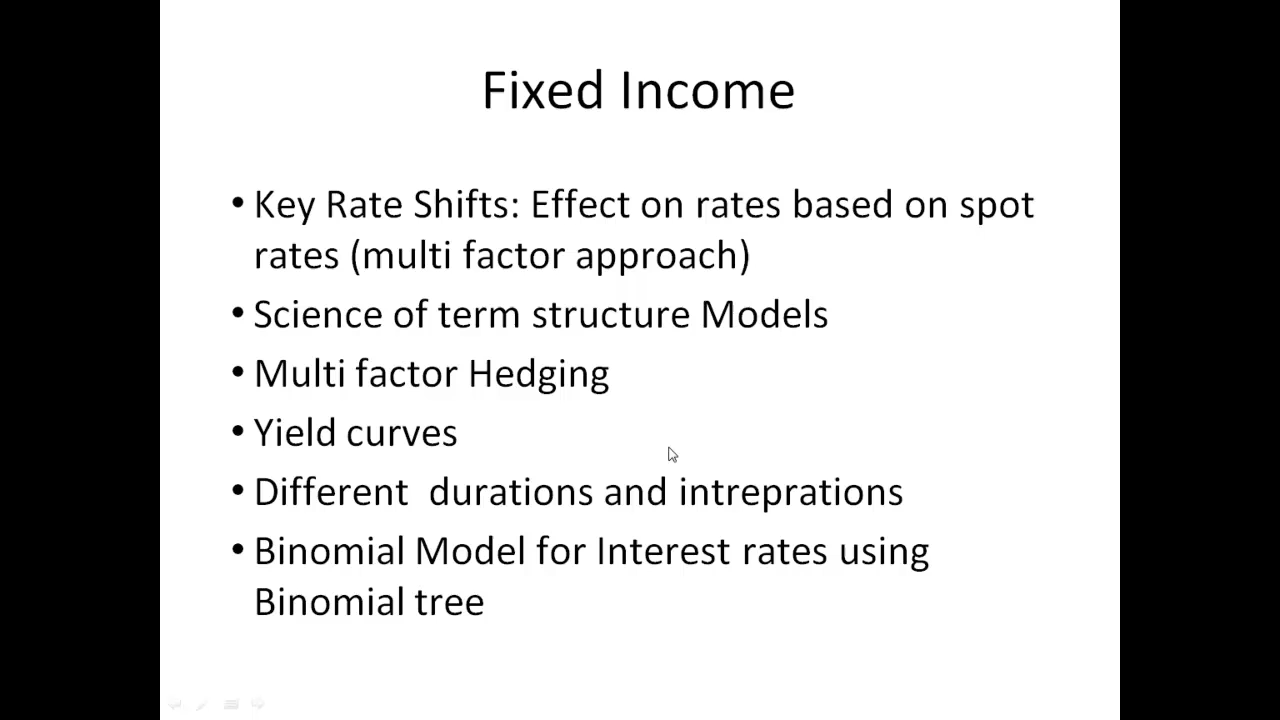 Fixed Income
• Key Rate Shifts: Effect on rates based on spot
rates (multi factor approach)
• Science of term structure Models
• Multi factor Hedging
• Yield curves
• Different  durations and intreprations
• Binomial Model for Interest rates using
Binomial tree